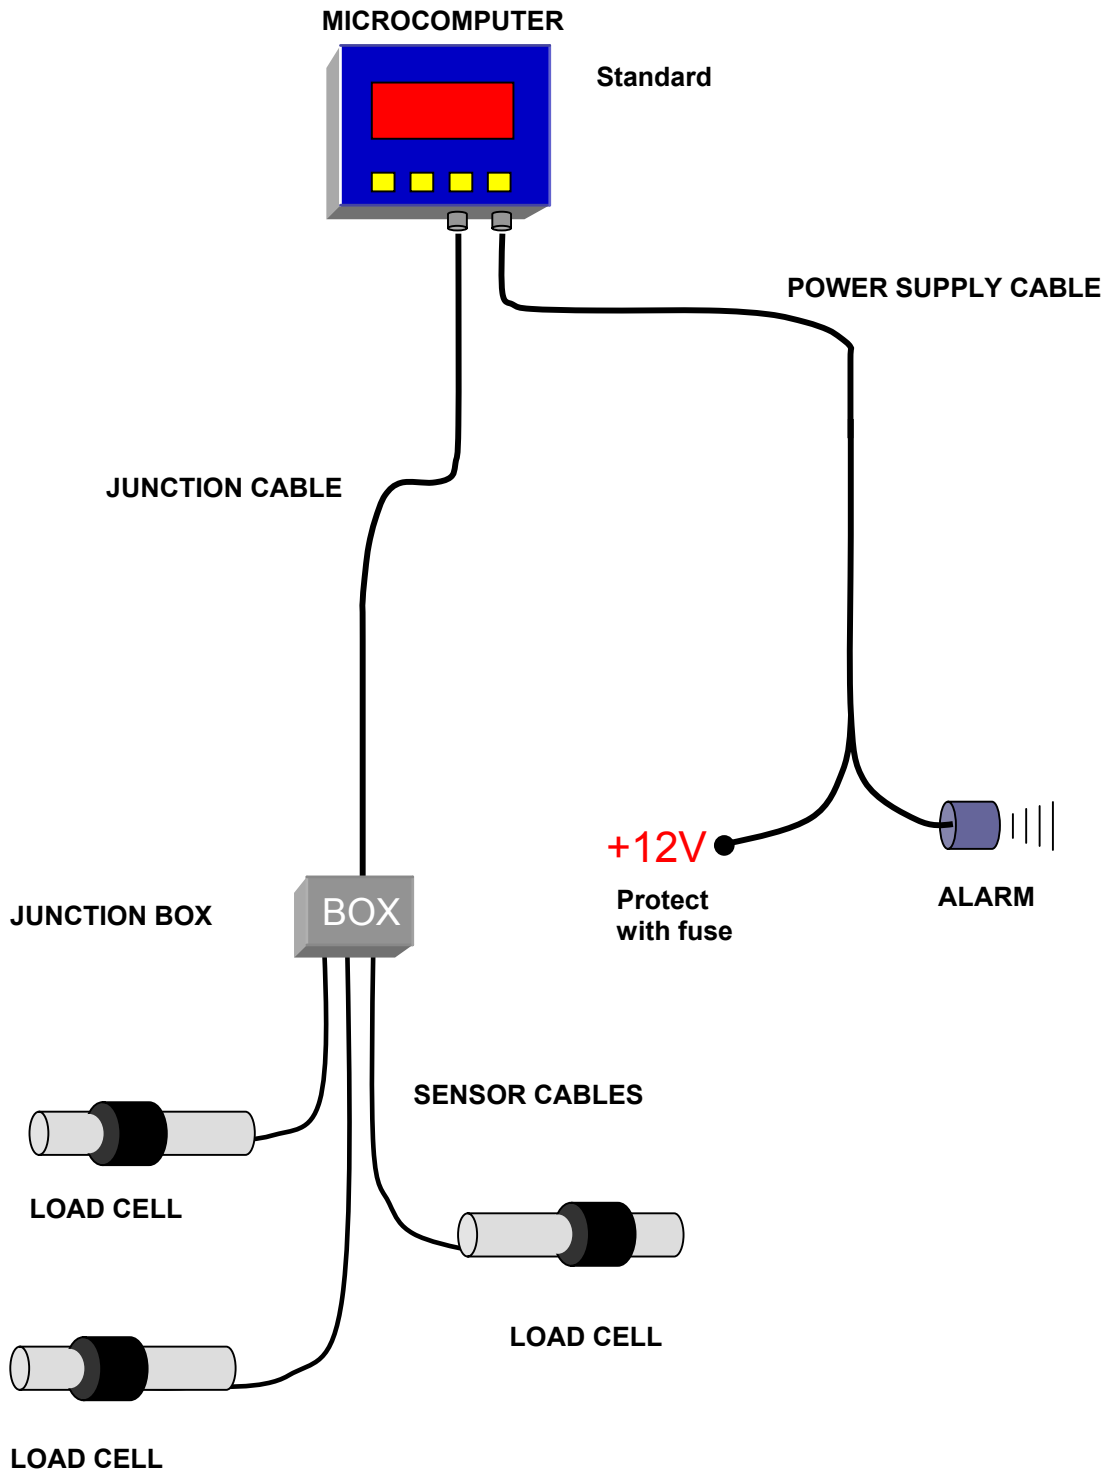 MICROCOMPUTER
Standard
POWER SUPPLY CABLE
JUNCTION CABLE
+12V
Protect
with fuse
ALARM
JUNCTION BOX
BOX
SENSOR CABLES
LOAD CELL
LOAD CELL
LOAD CELL